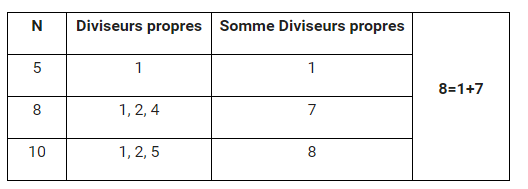 N Diviseurs propres Somme Diviseurs propres
5 1 1
8=1+7
8 1, 2, 4 7
10 1, 2, 5 8